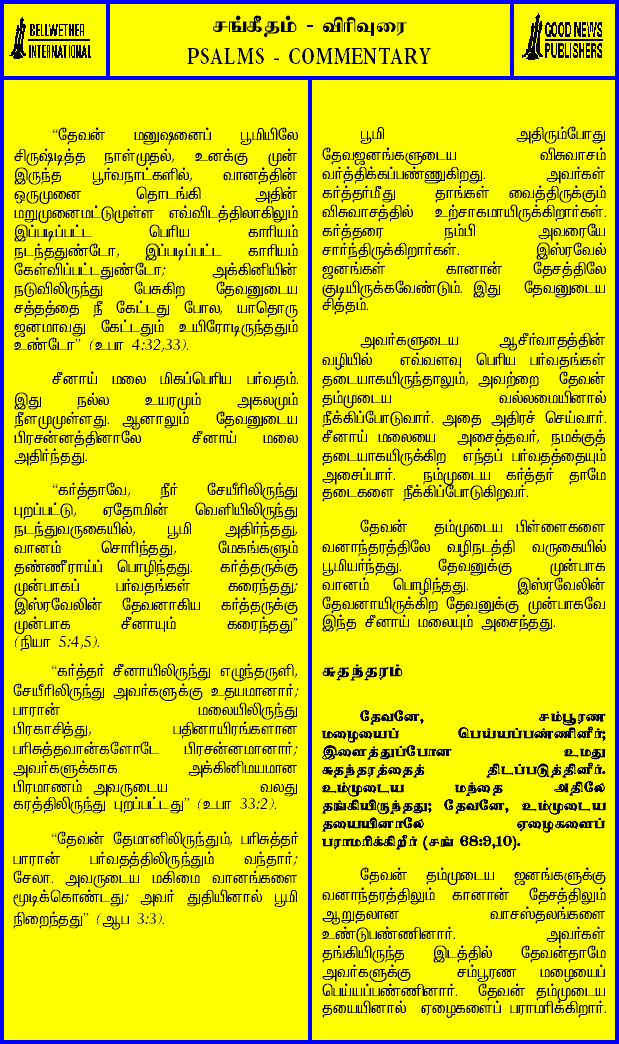 BELLWETHER
INTERNATIONAL
சங்கீதம் - விரிவுரை
PSALMS - COMMENTARY
GOOD NEWS
PUBLISHERS
“தேவன் மனுஷனைப் பூமியிலே
சிருஷ்டித்த நாள்முதல், உனக்கு முன்
இருந்த பூர்வநாட்களில், வானத்தின்
ஒருமுனை தொடங்கி அதின்
மறுமுனைமட்டுமுள்ள எவ்விடத்திலாகிலும்
இப்படிப்பட்ட பெரிய காரியம்
நடந்ததுண்டோ, இப்படிப்பட்ட காரியம்
கேள்விப்பட்டதுண்டோ; அக்கினியின்
நடுவிலிருந்து பேசுகிற தேவனுடைய
சத்தத்தை நீ கேட்டது போல, யாதொரு
ஜனமாவது கேட்டதும் உயிரோடிருந்ததும்
உண்டோ” (உபா 4:32,33).
சீனாய் மலை மிகப்பெரிய பர்வதம்.
இது நல்ல உயரமும் அகலமும்
நீளமுமுள்ளது. ஆனாலும் தேவனுடைய
பிரசன்னத்தினாலே சீனாய் மலை
அதிர்ந்தது.
“கர்த்தாவே, நீர் சேயீரிலிருந்து
புறப்பட்டு, ஏதோமின் வெளியிலிருந்து
நடந்துவருகையில், பூமி அதிர்ந்தது,
வானம் சொரிந்தது, மேகங்களும்
தண்ணீராய்ப் பொழிந்தது. கர்த்தருக்கு
முன்பாகப் பர்வதங்கள் கரைந்தது;
இஸ்ரவேலின் தேவனாகிய கர்த்தருக்கு
முன்பாக சீனாயும் கரைந்தது”
(நியா 5:4,5).
“கர்த்தர் சீனாயிலிருந்து எழுந்தருளி,
சேயீரிலிருந்து அவர்களுக்கு உதயமானார்;
பாரான் மலையிலிருந்து
பிரகாசித்து, பதினாயிரங்களான
பரிசுத்தவான்களோடே பிரசன்னமானார்;
அவர்களுக்காக அக்கினிமயமான
பிரமாணம் அவருடைய வலது
கரத்திலிருந்து புறப்பட்டது” (உபா 33:2).
“தேவன் தேமானிலிருந்தும், பரிசுத்தர்
பாரான் பர்வதத்திலிருந்தும் வந்தார்;
சேலா. அவருடைய மகிமை வானங்களை
மூடிக்கொண்டது; அவர் துதியினால் பூமி
நிறைந்தது” (ஆப 3:3).
பூமி அதிரும்போது
தேவஜனங்களுடைய விசுவாசம்
வர்த்திக்கப்பண்ணுகிறது. அவர்கள்
கர்த்தர்மீது தாங்கள் வைத்திருக்கும்
விசுவாசத்தில் உற்சாகமாயிருக்கிறார்கள்.
கர்த்தரை நம்பி அவரையே
சார்ந்திருக்கிறார்கள். இஸ்ரவேல்
ஜனங்கள் கானான் தேசத்திலே
குடியிருக்கவேண்டும். இது தேவனுடைய
சித்தம்.
அவர்களுடைய ஆசீர்வாதத்தின்
வழியில் எவ்வளவு பெரிய பர்வதங்கள்
தடையாகயிருந்தாலும், அவற்றை தேவன்
தம்முடைய வல்லமையினால்
நீக்கிப்போடுவார். அதை அதிரச் செய்வார்.
சீனாய் மலையை அசைத்தவர், நமக்குத்
தடையாகயிருக்கிற எந்தப் பர்வதத்தையும்
அசைப்பார். நம்முடைய கர்த்தர் தாமே
தடைகளை நீக்கிப்போடுகிறவர்.
தேவன் தம்முடைய பிள்ளைகளை
வனாந்தரத்திலே வழிநடத்தி வருகையில்
பூமியர்ந்தது. தேவனுக்கு முன்பாக
வானம் பொழிந்தது. இஸ்ரவேலின்
தேவனாயிருக்கிற தேவனுக்கு முன்பாகவே
இந்த சீனாய் மலையும் அசைந்தது.
சுதந்தரம்
தேவனே, சம்பூரண
மழையைப் பெய்யப்பண்ணினீர்;
இளைத்துப்போன உமது
சுதந்தரத்தைத் திடப்படுத்தினீர்.
உம்முடைய மந்தை அதிலே
தங்கியிருந்தது; தேவனே, உம்முடைய
தயையினாலே ஏழைகளைப்
பராமரிக்கிறீர் (சங் 68:9,10).
தேவன் தம்முடைய ஜனங்களுக்கு
வனாந்தரத்திலும் கானான் தேசத்திலும்
ஆறுதலான வாசஸ்தலங்களை
உண்டுபண்ணினார். அவர்கள்
தங்கியிருந்த இடத்தில் தேவன்தாமே
அவர்களுக்கு சம்பூரண மழையைப்
பெய்யப்பண்ணினார். தேவன் தம்முடைய
தயையினால் ஏழைகளைப் பராமரிக்கிறார்.